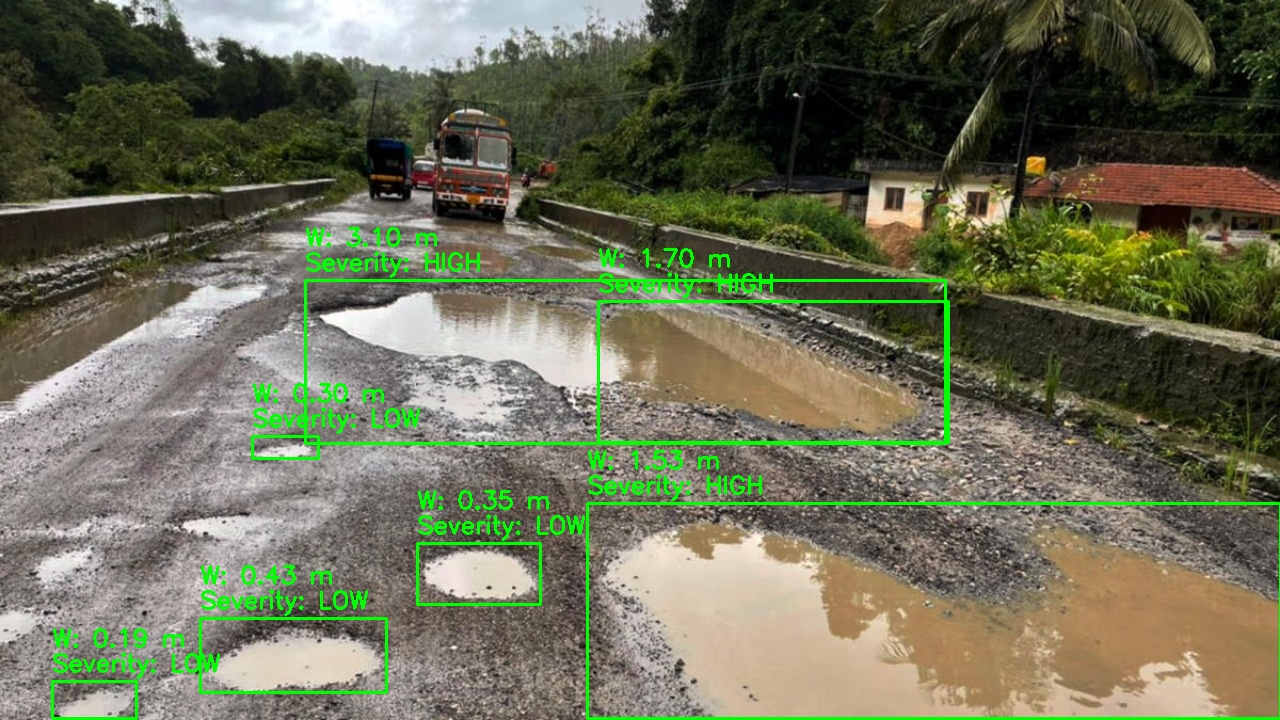 W: 3.10 m
Severity: HIGH
W: 1.70 m
Severity: HIGH
W: 0.30 m
Severity: LOW
W: 1.53 m
Severity: HIGH
W: 0.35 m
Severity: LOW
W: 0.43 m
Severity: LOW
W: 0.19 m
Severity: LOW